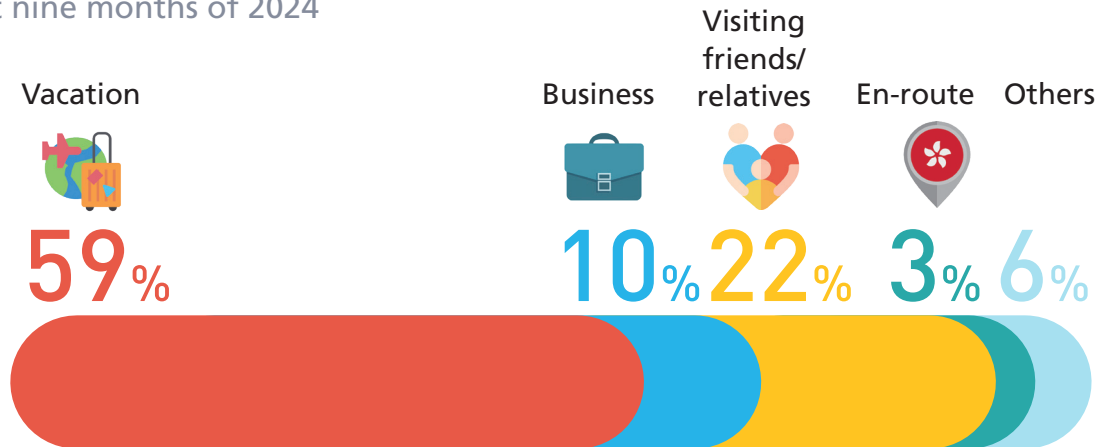 nine months of 2024
Vacation
Business
Visiting
friends/
relatives
En-route
Others
59%
10%
22%
3%
6%